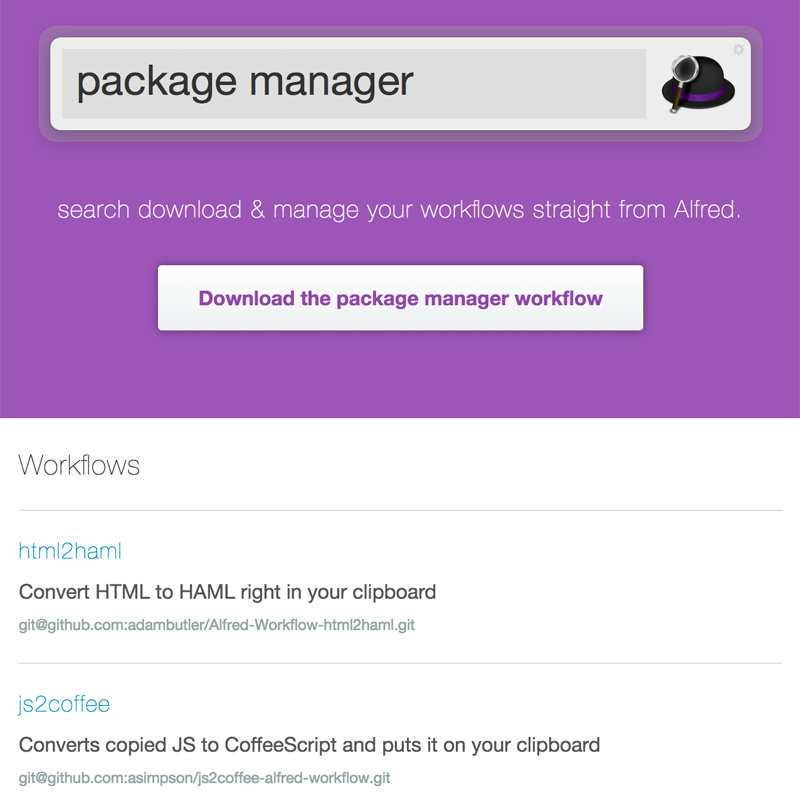 package manager
search download & manage your workflows straight from Alfred.
Download the package manager workflow
Workflows
html2haml
Convert HTML to HAML right in your clipboard
git@github.com:adambutler/Alfred-Workflow-html2haml.git
js2coffee
Converts copied JS to CoffeeScript and puts it on your clipboard
git@github.com:asimpson/js2coffee-alfred-workflow.git